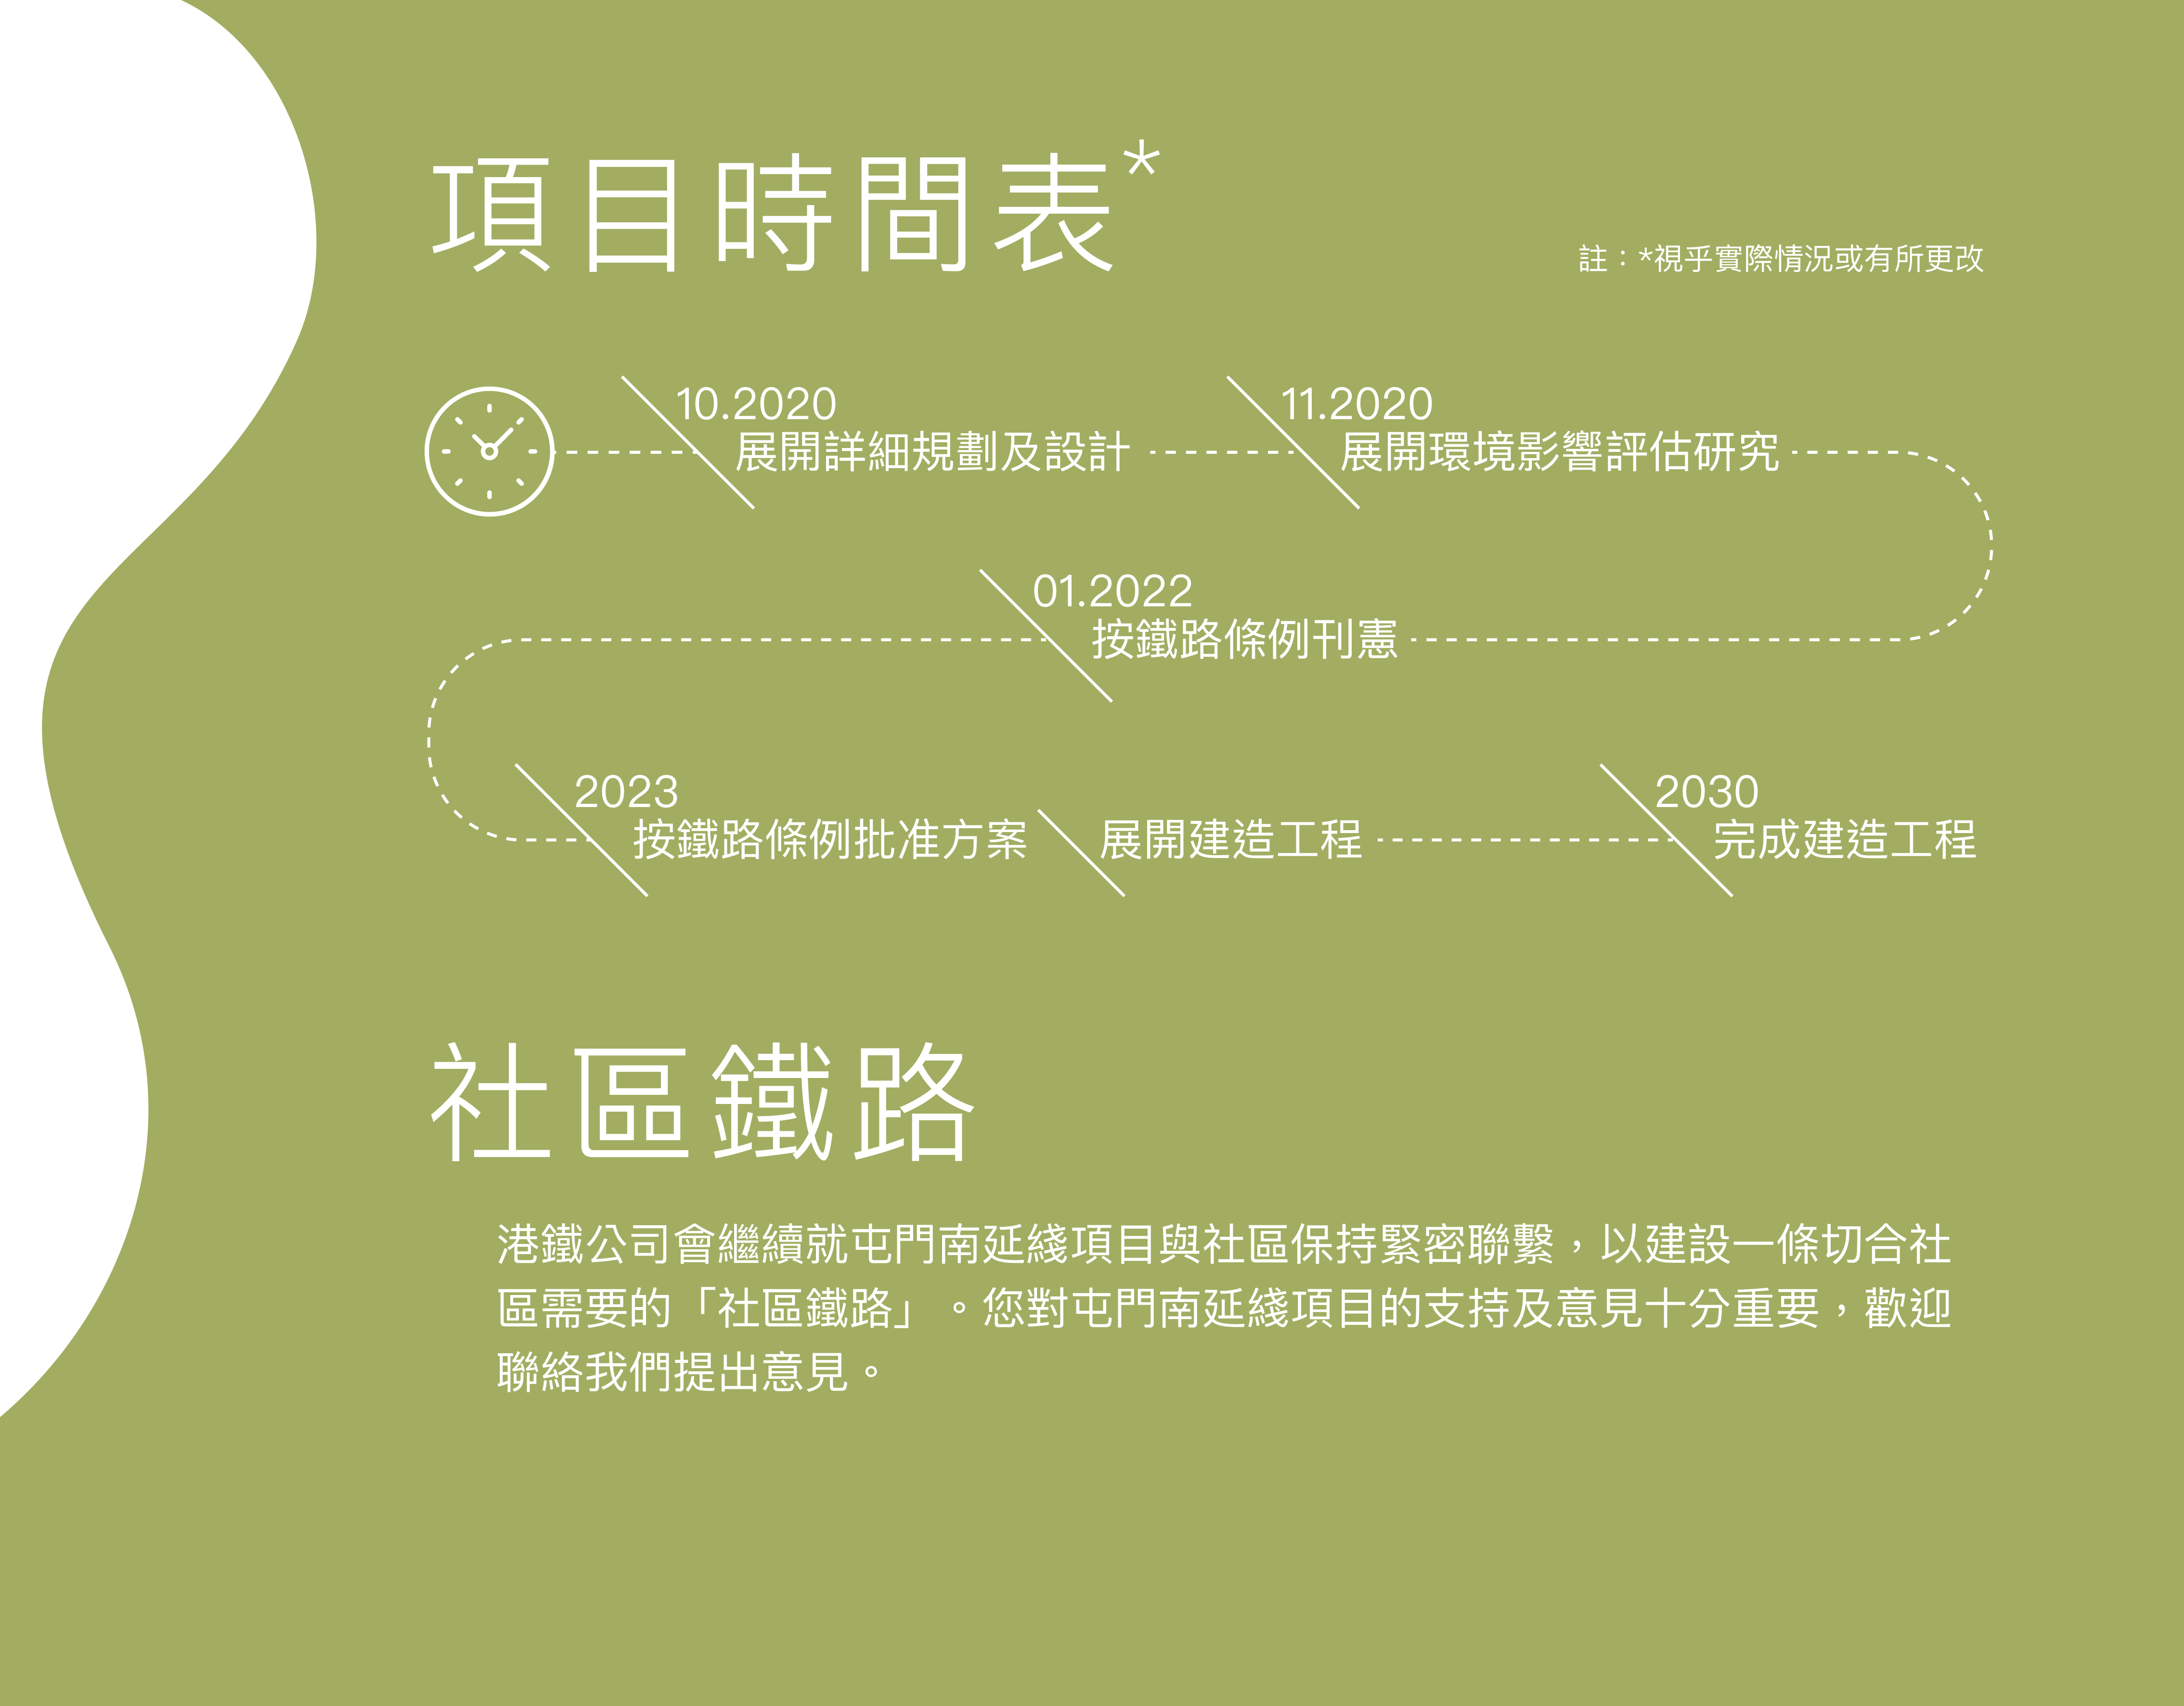 項目時間表*
註：*視乎實際情況或有所更改
10.2020
展開詳細規劃及設計
11.2020
展開環境影響評估研究
01.2022
按鐵路條例刊憲
2023
按鐵路條例批准方案
展開建造工程
2030
完成建造工程
社區鐵路
港鐵公司會繼續就屯門南延綫項目與社區保持緊密聯繫，以建設一條切合社
區需要的「社區鐵路」。您對屯門南延綫項目的支持及意見十分重要，歡迎
聯絡我們提出意見。